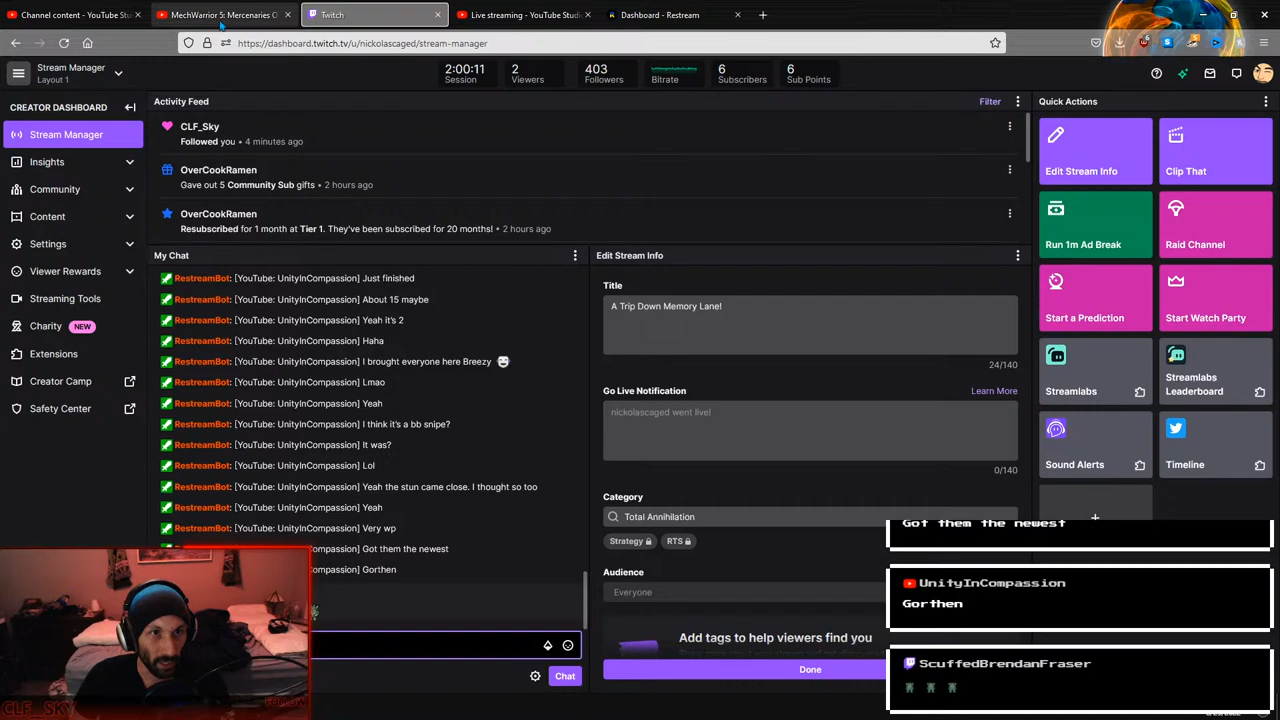 Channel content - YouTube Stu
MechWarrior 5: Mercenaries O
Twitch
Live streaming - YouTube Studi
Dashboard - Restream
https://dashboard.twitch.tv/u/nickolascaged/stream-manager
6
Stream Manager
Layout 1
2:00:11
Session
2
Viewers
403
Followers
Bitrate
6
Subscribers
6
Sub Points
CREATOR DASHBOARD
Stream Manager
Insights
Community
Content
Settings
Viewer Rewards
Streaming Tools
Charity NEW
Extensions
Creator Camp
Safety Center
Activity Feed
Filter
CLF_Sky
Followed you • 4 minutes ago
OverCookRamen
Gave out 5 Community Sub gifts • 2 hours ago
OverCookRamen
Resubscribed for 1 month at Tier 1. They've been subscribed for 20 months! • 2 hours ago
My Chat
RestreamBot: [YouTube: UnityInCompassion] Just finished
RestreamBot: [YouTube: UnityInCompassion] About 15 maybe
RestreamBot: [YouTube: UnityInCompassion] Yeah it's 2
RestreamBot: [YouTube: UnityInCompassion] Haha
RestreamBot: [YouTube: UnityInCompassion] I brought everyone here Breezy
RestreamBot: [YouTube: UnityInCompassion] Lmao
RestreamBot: [YouTube: UnityInCompassion] Yeah
RestreamBot: [YouTube: UnityInCompassion] I think it's a bb snipe?
RestreamBot: [YouTube: UnityInCompassion] It was?
RestreamBot: [YouTube: UnityInCompassion] Lol
RestreamBot: [YouTube: UnityInCompassion] Yeah the stun came close. I thought so too
RestreamBot: [YouTube: UnityInCompassion] Yeah
RestreamBot: [YouTube: UnityInCompassion] Very wp
RestreamBot: [YouTube: UnityInCompassion] Got them the newest
Compassion] Gorthen
Chat
Edit Stream Info
Title
A Trip Down Memory Lane!
24/140
Go Live Notification
Learn More
nickolascaged went live!
0/140
Category
Total Annihilation
Strategy
RTS
Audience
Everyone
Add tags to help viewers find you
Done
Quick Actions
Edit Stream Info
Clip That
Run 1m Ad Break
Raid Channel
Start a Prediction
Start Watch Party
Streamlabs
Streamlabs
Leaderboard
Sound Alerts
Timeline
Got them the newest
UnityInCompassion
Gorthen
ScuffedBrendanFraser
CLF_SKY